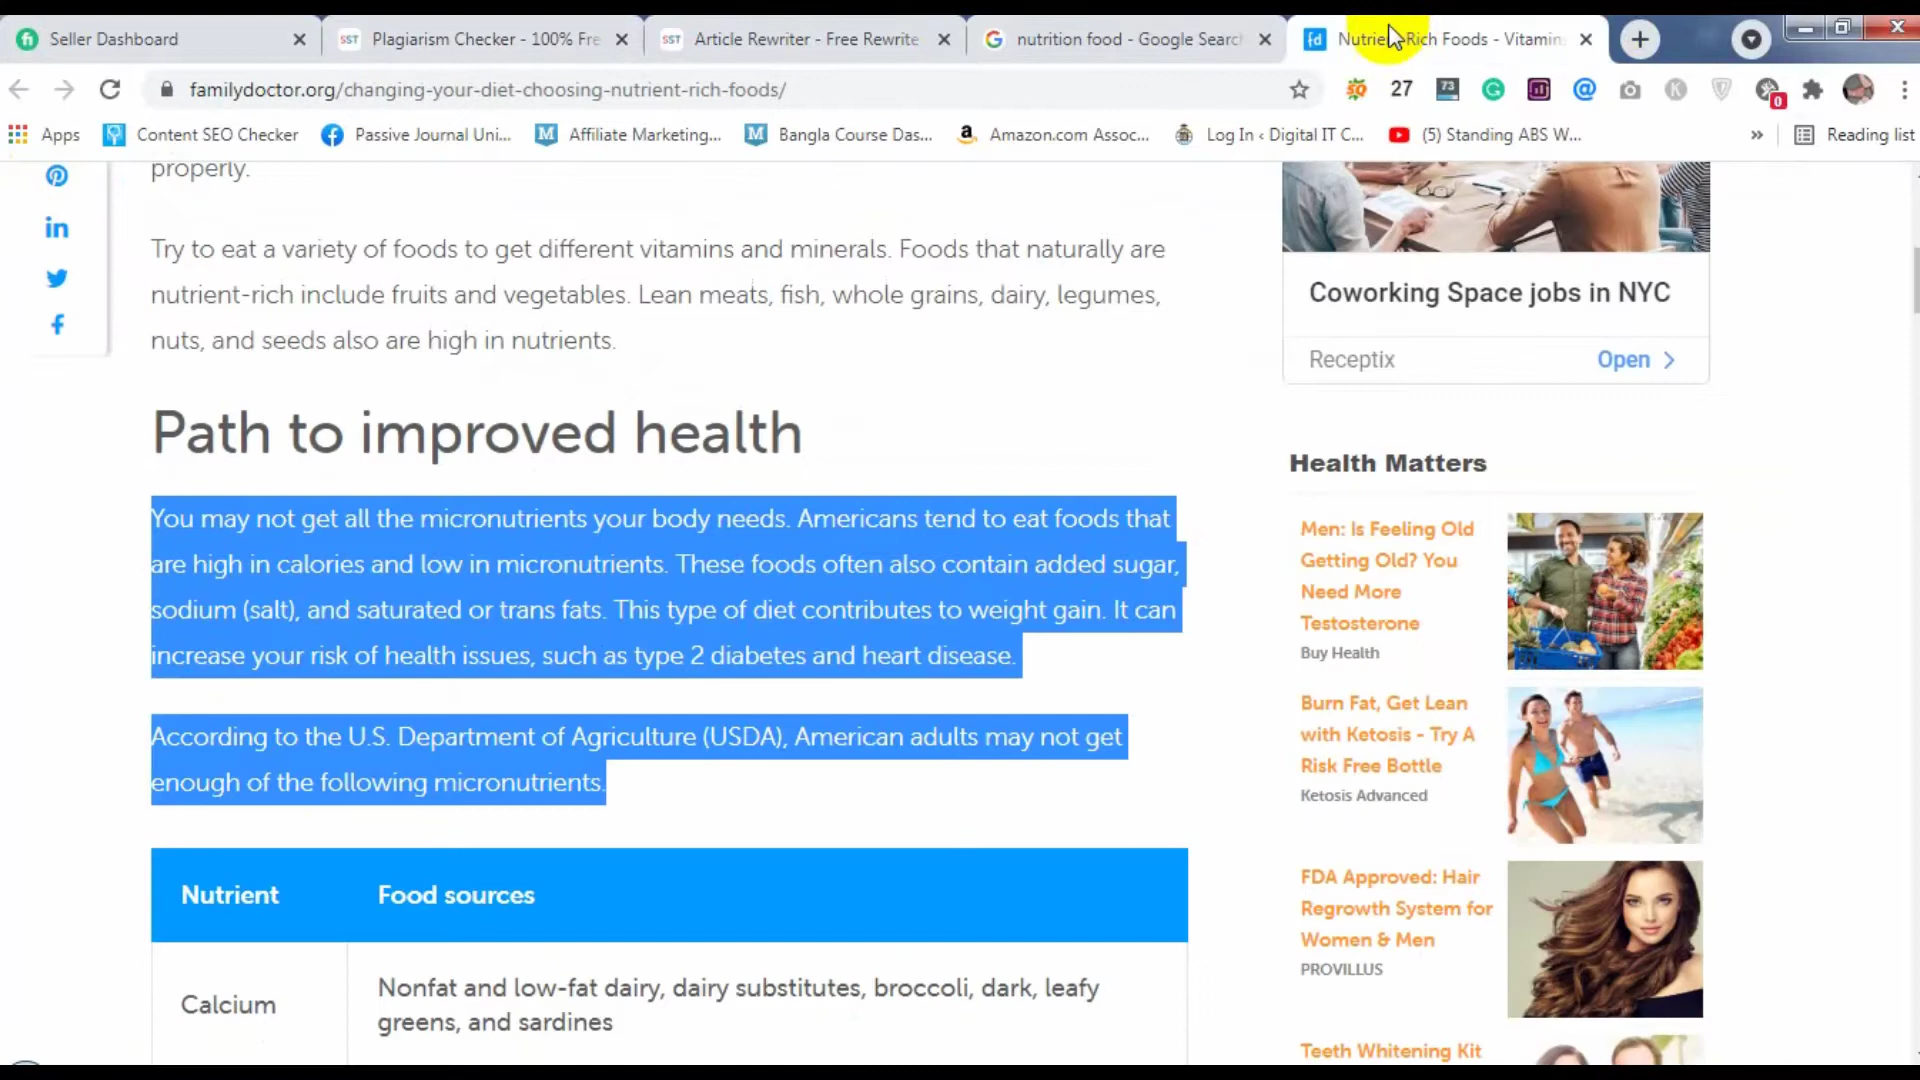 Seller Dashboard
Plagiarism Checker - 100% Fre
Article Rewriter - Free Rewrite
nutrition food - Google Searc
Rich Foods - Vitamin
familydoctor.org/changing-your-diet-choosing-nutrient-rich-foods/
27
73
0
Apps
Content SEO Checker
Passive Journal Uni...
Affiliate Marketing...
Bangla Course Das...
Amazon.com Assoc...
Log In ‹ Digital IT C...
(5) Standing ABS W...
»
Reading list
properly.
Try to eat a variety of foods to get different vitamins and minerals. Foods that naturally are
nutrient-rich include fruits and vegetables. Lean meats, fish, whole grains, dairy, legumes,
nuts, and seeds also are high in nutrients.
Path to improved health
You may not get all the micronutrients your body needs. Americans tend to eat foods that
are high in calories and low in micronutrients. These foods often also contain added sugar,
sodium (salt), and saturated or trans fats. This type of diet contributes to weight gain. It can
increase your risk of health issues, such as type 2 diabetes and heart disease.
According to the U.S. Department of Agriculture (USDA), American adults may not get
enough of the following micronutrients.
Nutrient
Food sources
Calcium
Nonfat and low-fat dairy, dairy substitutes, broccoli, dark, leafy
greens, and sardines
Coworking Space jobs in NYC
Receptix
Open
Health Matters
Men: Is Feeling Old
Getting Old? You
Need More
Testosterone
Buy Health
Burn Fat, Get Lean
with Ketosis - Try A
Risk Free Bottle
Ketosis Advanced
FDA Approved: Hair
Regrowth System for
Women & Men
PROVILLUS
Teeth Whitening Kit